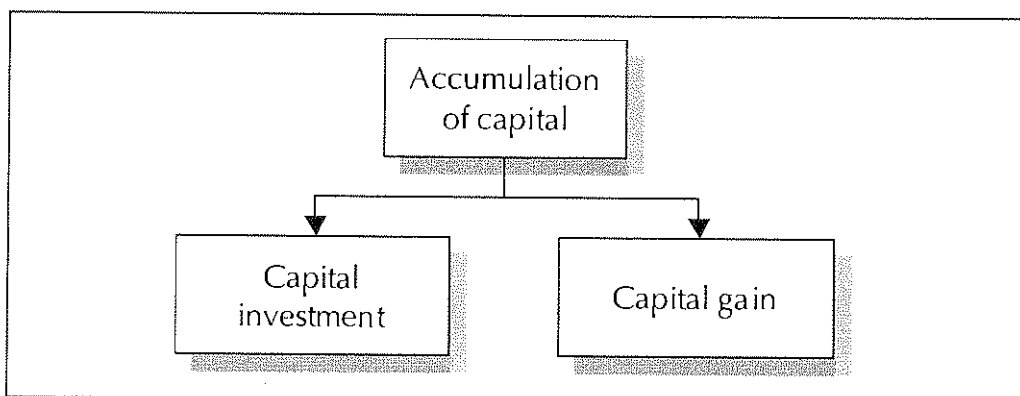 Accumulation
of capital
Capital
investment
Capital gain